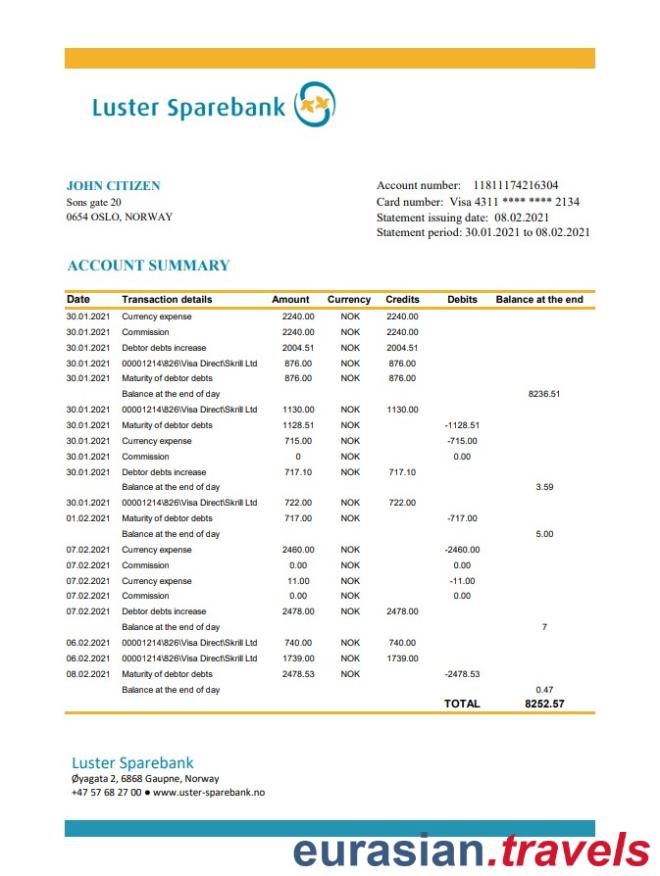 Luster Sparebank
JOHN CITIZEN
Sons gate 20
0654 OSLO, NORWAY
Account number: 11811174216304
Card number: Visa 4311 **** **** 2134
Statement issuing date: 08.02.2021
Statement period: 30.01.2021 to 08.02.2021
ACCOUNT SUMMARY
Date Transaction details Amount Currency Credits Debits Balance at the end
30.01.2021 Currency expense 2240.00 NOK 2240.00
30.01.2021 Commission 2240.00 NOK 2240.00
30.01.2021 Debtor debts increase 2004.51 NOK 2004.51
30.01.2021 00001214\826\Visa Direct\Skrill Ltd 876.00 NOK 876.00
30.01.2021 Maturity of debtor debts 876.00 NOK 876.00
Balance at the end of day 8236.51
30.01.2021 00001214\826\Visa Direct\Skrill Ltd 1130.00 NOK 1130.00
30.01.2021 Maturity of debtor debts 1128.51 NOK -1128.51
30.01.2021 Currency expense 715.00 NOK -715.00
30.01.2021 Commission 0 NOK 0.00
30.01.2021 Debtor debts increase 717.10 NOK 717.10
Balance at the end of day 3.59
30.01.2021 00001214\826\Visa Direct\Skrill Ltd 722.00 NOK 722.00
01.02.2021 Maturity of debtor debts 717.00 NOK -717.00
Balance at the end of day 5.00
07.02.2021 Currency expense 2460.00 NOK -2460.00
07.02.2021 Commission 0.00 NOK 0.00
07.02.2021 Currency expense 11.00 NOK -11.00
07.02.2021 Commission 0.00 NOK 0.00
07.02.2021 Debtor debts increase 2478.00 NOK 2478.00
Balance at the end of day 7
06.02.2021 00001214\826\Visa Direct\Skrill Ltd 740.00 NOK 740.00
06.02.2021 00001214\826\Visa Direct\Skrill Ltd 1739.00 NOK 1739.00
08.02.2021 Maturity of debtor debts 2478.53 NOK -2478.53
Balance at the end of day 0.47
TOTAL 8252.57
Luster Sparebank
Øyagata 2, 6868 Gaupne, Norway
+47 57 68 27 00 ● www.uster-sparebank.no
eurasian.travels